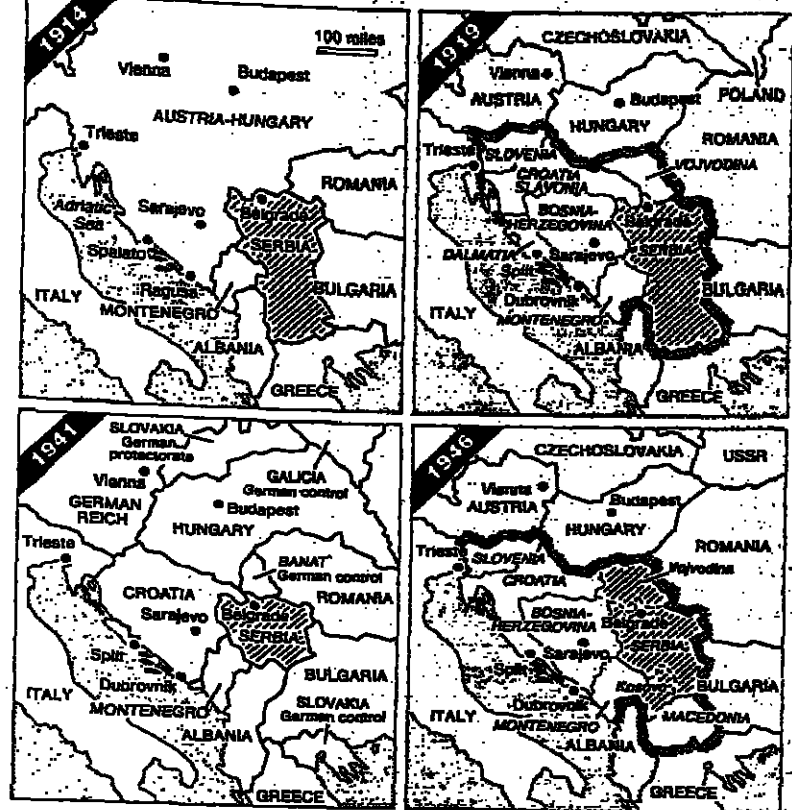 1914
100 miles
Vienna
Budapest
AUSTRIA-HUNGARY
Trieste
ROMANIA
Adriatic
Sea
Sarajevo
Belgrade
SERBIA
Spalato
Ragusa
BULGARIA
ITALY
MONTENEGRO
ALBANIA
GREECE
1919
CZECHOSLOVAKIA
Vienna
AUSTRIA
Budapest
POLAND
HUNGARY
ROMANIA
Trieste
SLOVENIA
VOJVODINA
CROATIA
SLAVONIA
BOSNIA-
HERZEGOVINA
Belgrade
SERBIA
DALMATIA
Sarajevo
Split
BULGARIA
Dubrovnik
ITALY
MONTENEGRO
ALBANIA
GREECE
1941
SLOVAKIA
German
protectorate
Vienna
GALICIA
German control
GERMAN
REICH
Budapest
HUNGARY
Trieste
BANAT
German control
CROATIA
ROMANIA
Sarajevo
Belgrade
SERBIA
Split
BULGARIA
Dubrovnik
ITALY
MONTENEGRO
SLOVAKIA
German control
ALBANIA
GREECE
1946
CZECHOSLOVAKIA
USSR
Vienna
AUSTRIA
Budapest
HUNGARY
ROMANIA
Trieste
SLOVENIA
CROATIA
Vojvodina
BOSNIA-
HERZEGOVINA
Belgrade
SERBIA
Sarajevo
Split
Kosovo
BULGARIA
Dubrovnik
ITALY
MONTENEGRO
MACEDONIA
ALBANIA
GREECE